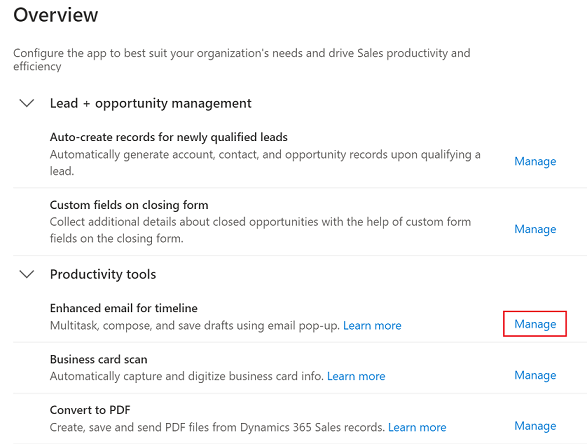 Overview
Configure the app to best suit your organization's needs and drive Sales productivity and
efficiency
Lead + opportunity management
Auto-create records for newly qualified leads
Automatically generate account, contact, and opportunity records upon qualifying a
lead.
Manage
Custom fields on closing form
Collect additional details about closed opportunities with the help of custom form
fields on the closing form.
Manage
Productivity tools
Enhanced email for timeline
Multitask, compose, and save drafts using email pop-up. Learn more
Manage
Business card scan
Automatically capture and digitize business card info. Learn more
Manage
Convert to PDF
Create, save and send PDF files from Dynamics 365 Sales records. Learn more
Manage